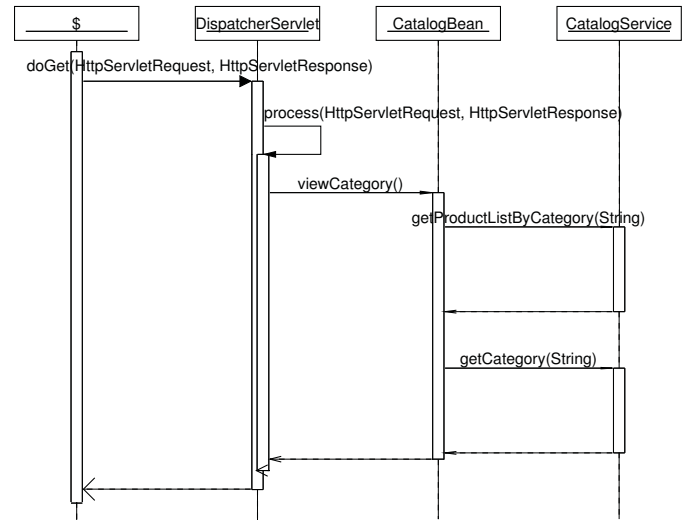 $
DispatcherServlet
CatalogBean
CatalogService
doGet(HttpServletRequest, HttpServletResponse)
process(HttpServletRequest, HttpServletResponse)
viewCategory()
getProductListByCategory(String)
getCategory(String)